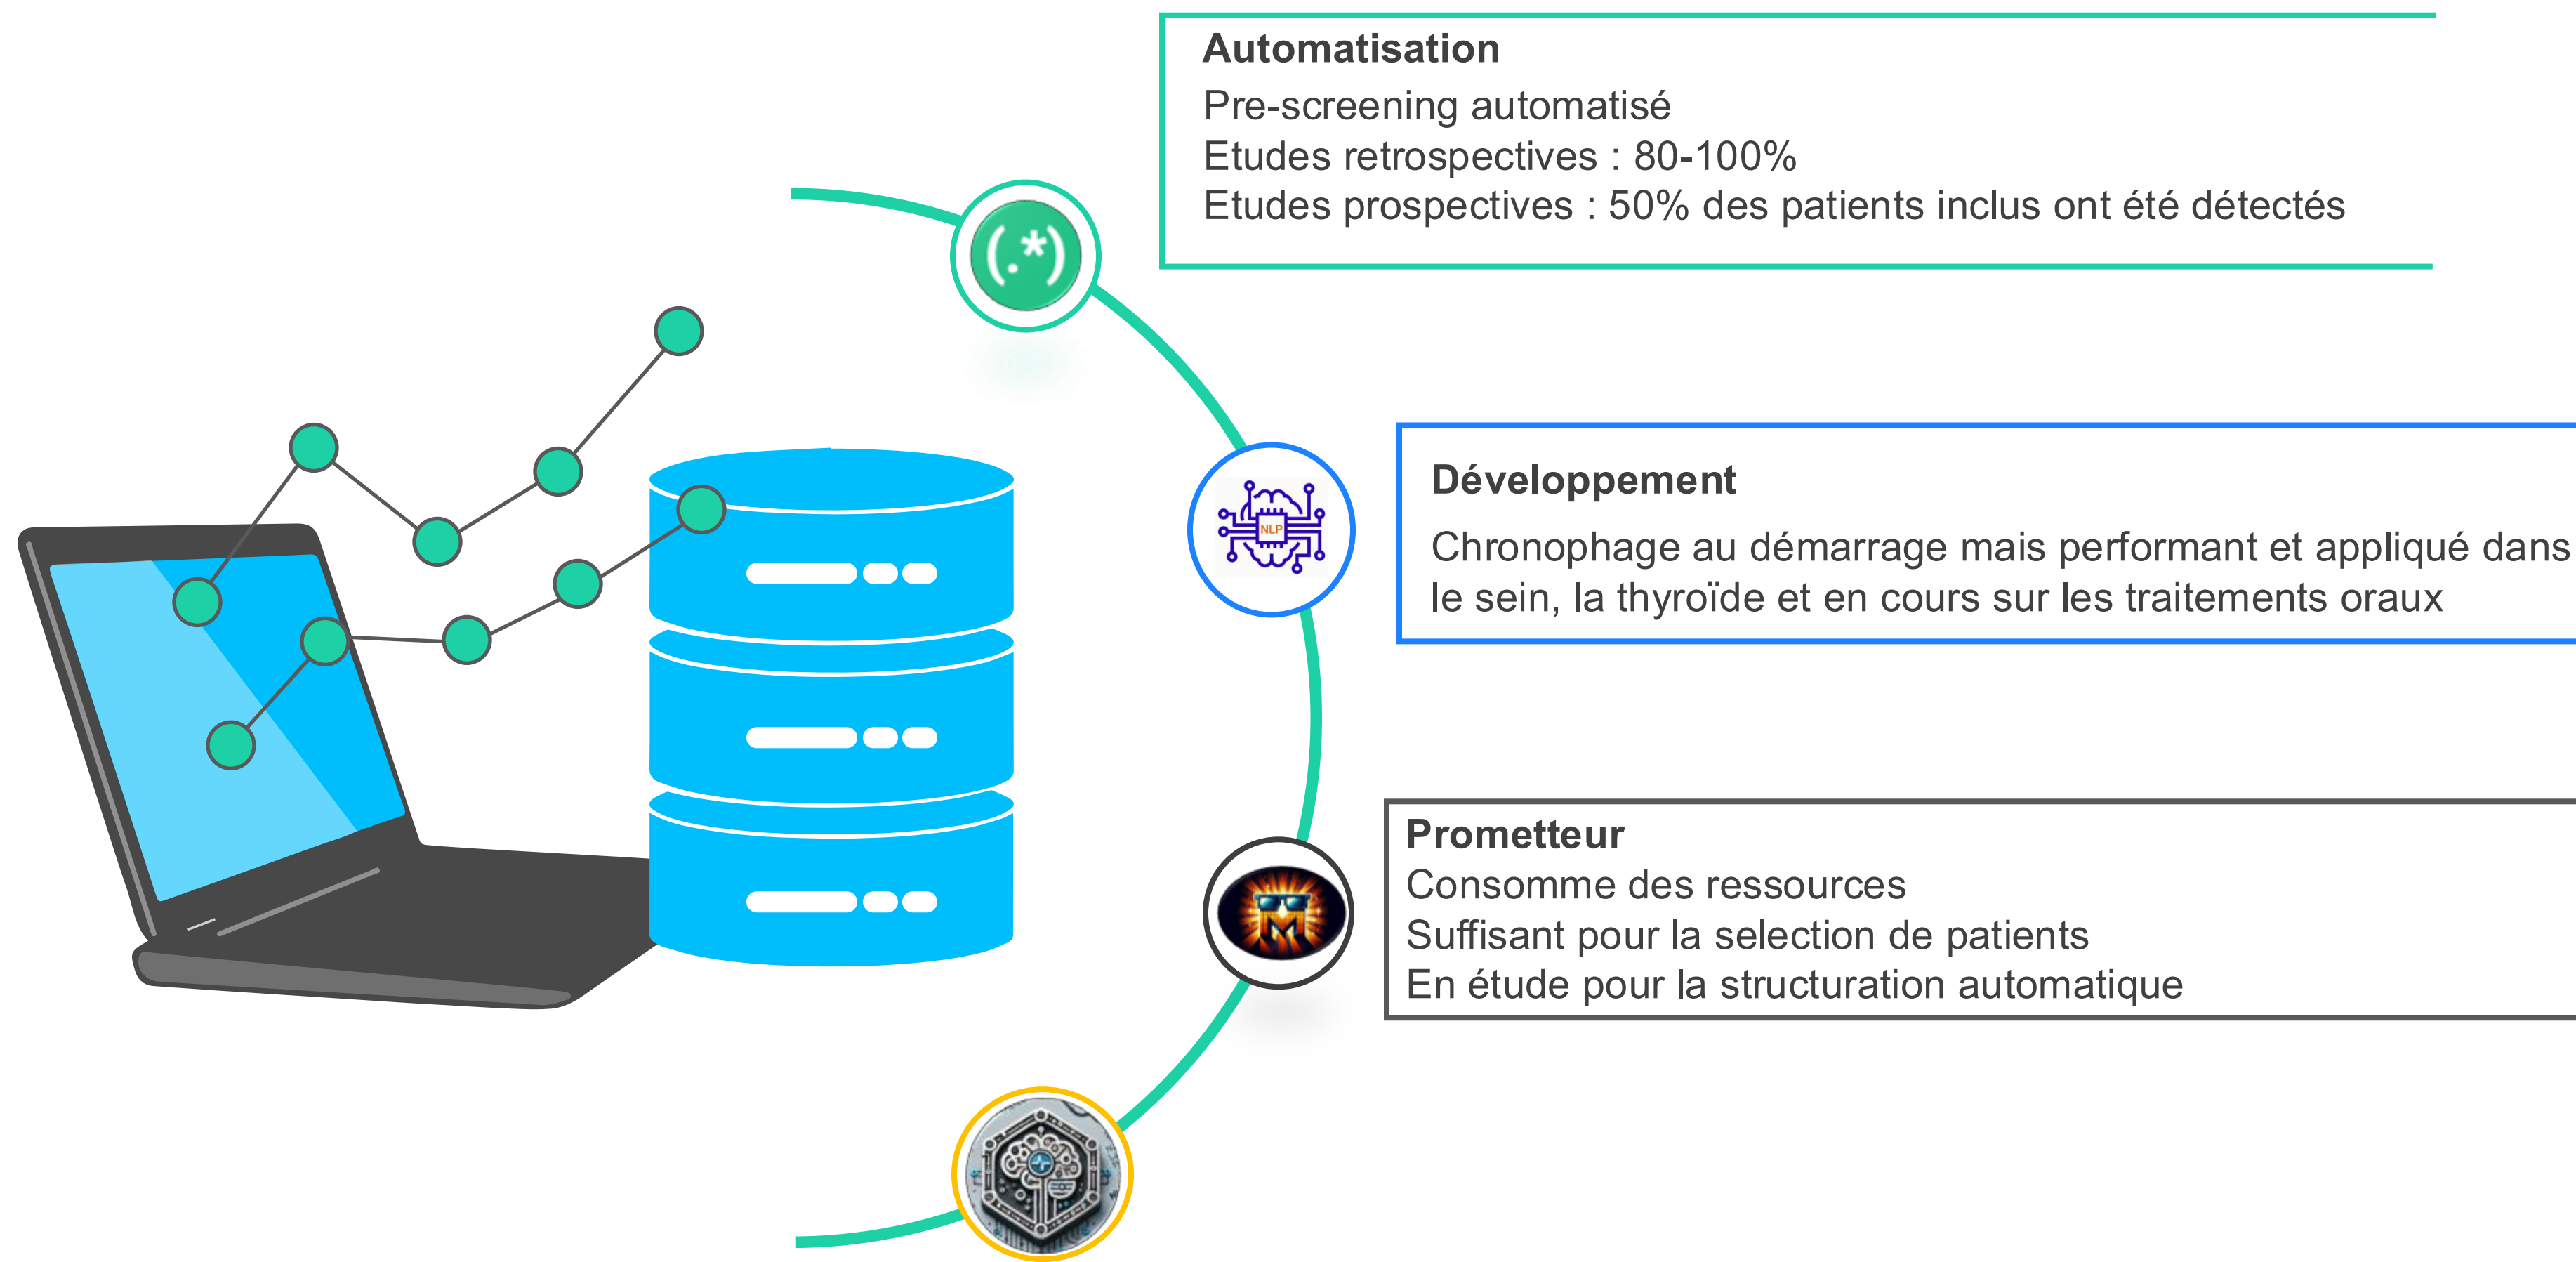 Automatisation
Pre-screening automatisé
Etudes retrospectives : 80-100%
Etudes prospectives : 50% des patients inclus ont été détectés
(.*)
Développement
Chronophage au démarrage mais performant et appliqué dans
le sein, la thyroïde et en cours sur les traitements oraux
NLP
Prometteur
Consomme des ressources
Suffisant pour la selection de patients
En étude pour la structuration automatique
M